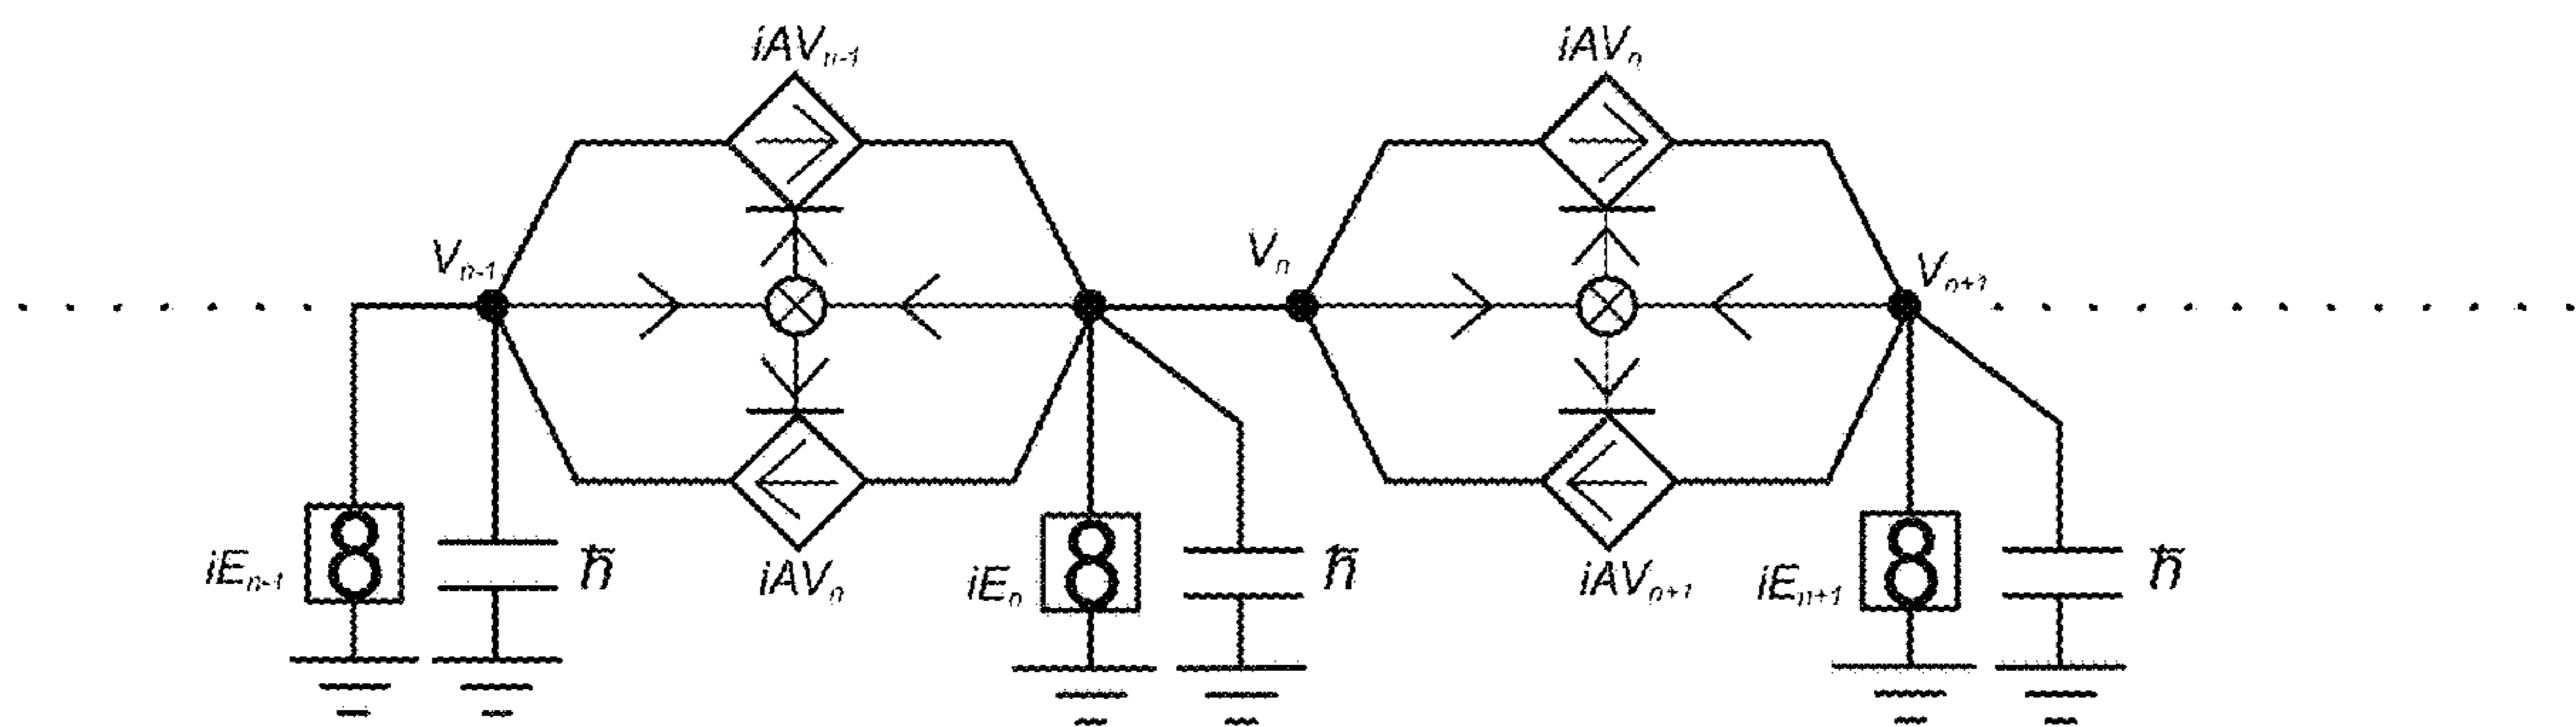 iAVₙ₋₁
iAVₙ
Vₙ₋₁
Vₙ
Vₙ₊₁
iEₙ₋₁
ℏ
iAVₙ
iEₙ
ℏ
iAVₙ₊₁
iEₙ₊₁
ℏ